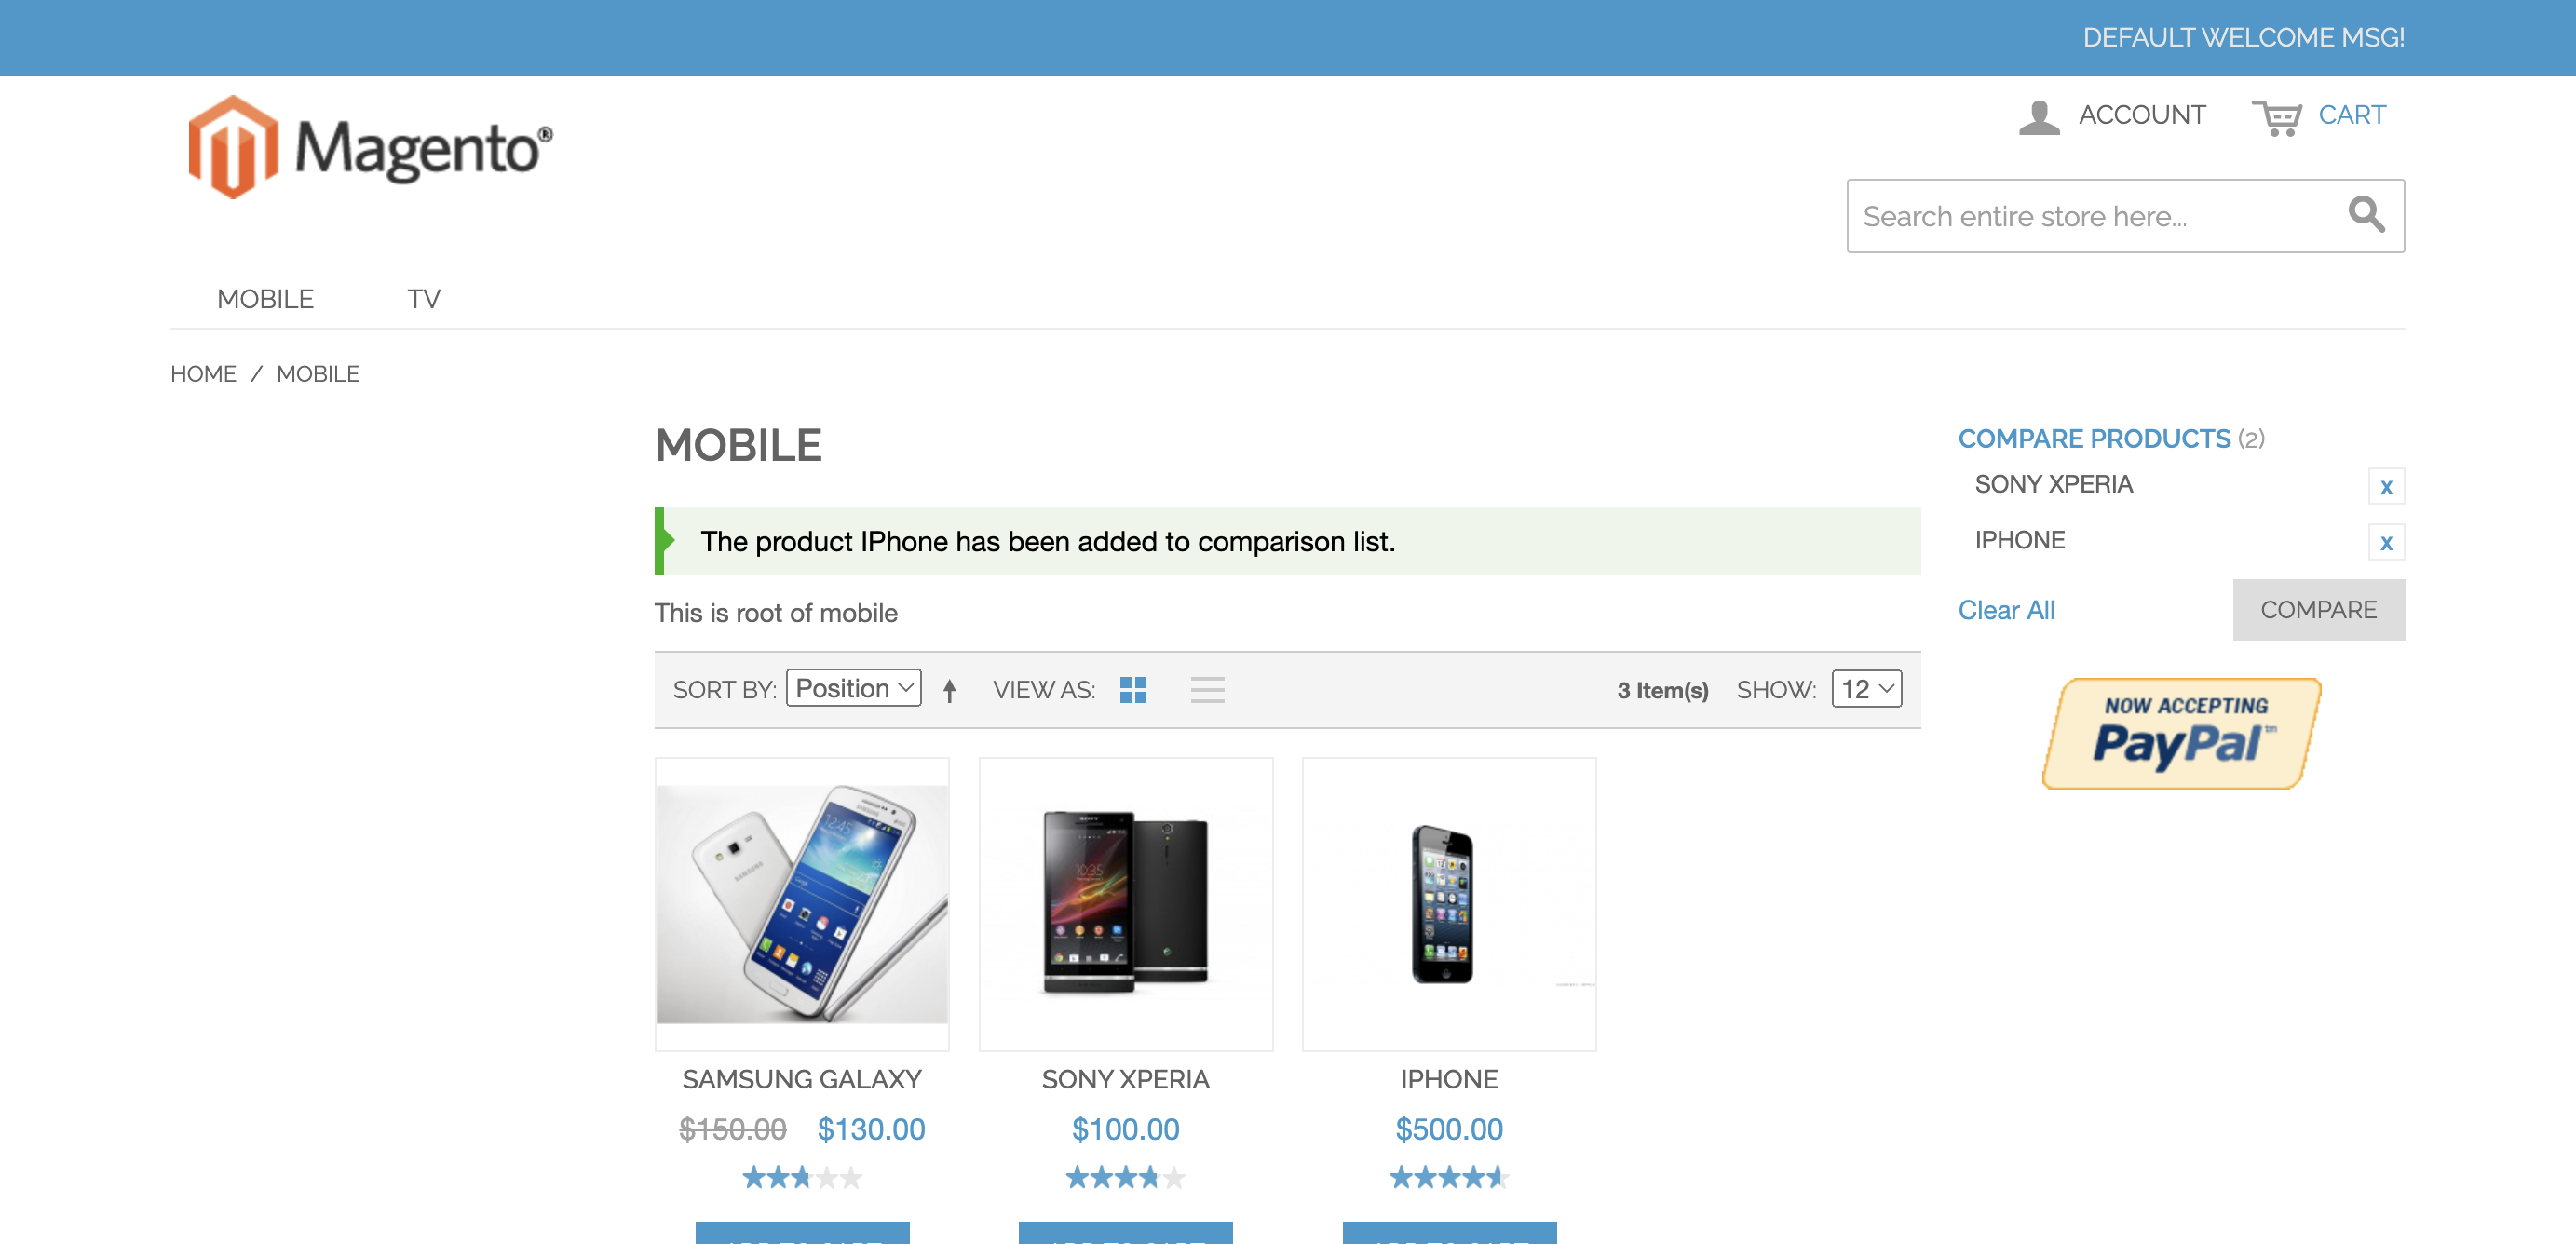 DEFAULT WELCOME MSG!
Magento®
ACCOUNT
CART
Search entire store here...
MOBILE
TV
HOME / MOBILE
MOBILE
The product IPhone has been added to comparison list.
This is root of mobile
SORT BY: Position
VIEW AS:
3 Item(s)
SHOW: 12
SAMSUNG GALAXY
$150.00 $130.00
SONY XPERIA
$100.00
IPHONE
$500.00
COMPARE PRODUCTS (2)
SONY XPERIA x
IPHONE x
Clear All
COMPARE
NOW ACCEPTING
PayPal™